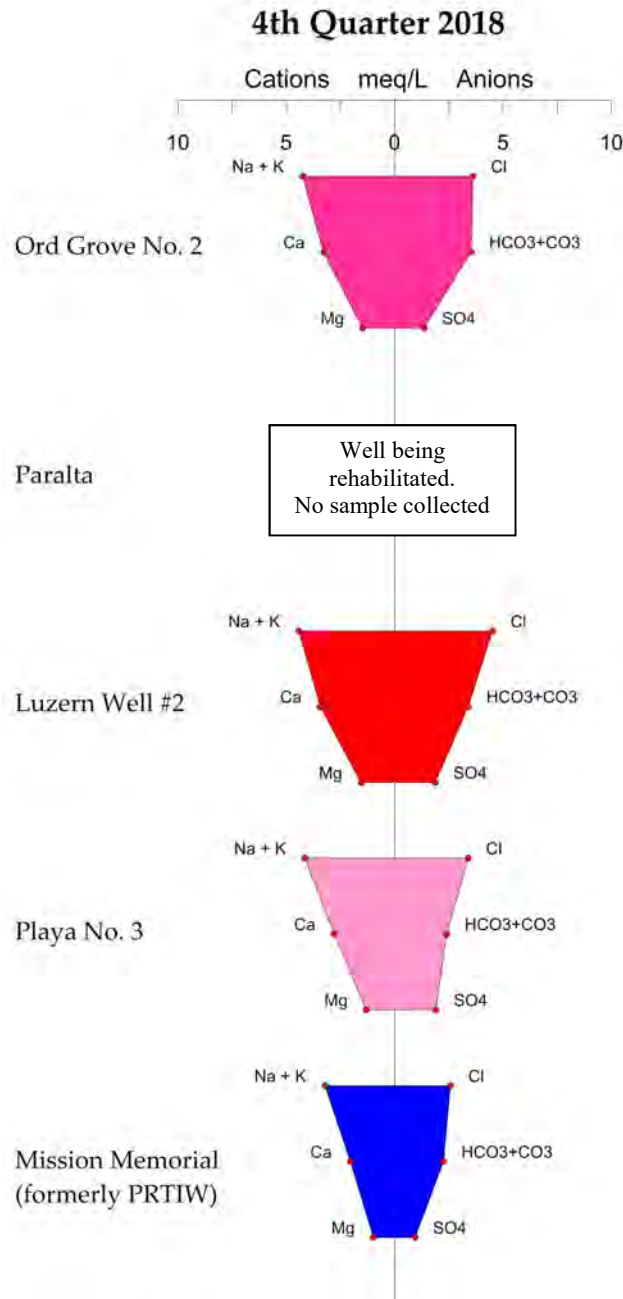 4th Quarter 2018
Cations meq/L Anions
10 5 0 5 10
Na + K Cl
Ord Grove No. 2
Ca HCO3+CO3
Mg SO4
Paralta
Well being
rehabilitated.
No sample collected
Na + K Cl
Luzern Well #2
Ca HCO3+CO3
Mg SO4
Na + K Cl
Playa No. 3
Ca HCO3+CO3
Mg SO4
Na + K Cl
Mission Memorial
(formerly PRTIW)
Ca HCO3+CO3
Mg SO4